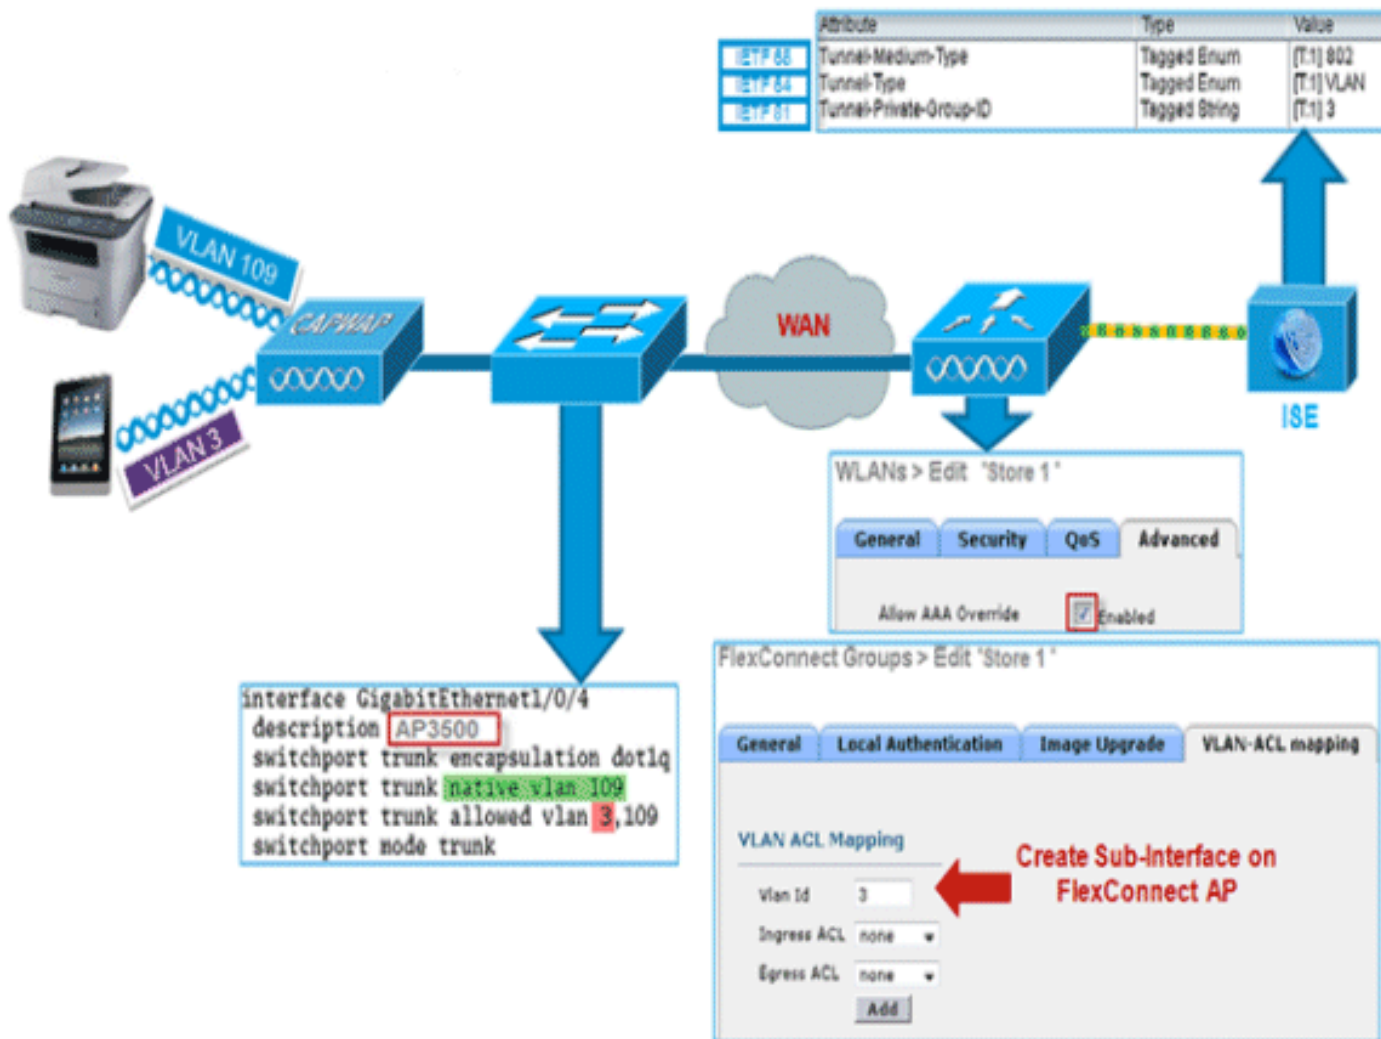 Attribute Type Value
IETF 65 Tunnel-Medium-Type Tagged Enum [T:1] 802
IETF 64 Tunnel-Type Tagged Enum [T:1] VLAN
IETF 81 Tunnel-Private-Group-ID Tagged String [T:1] 3
VLAN 109
CAPWAP
WAN
VLAN 3
ISE
WLANs > Edit 'Store 1'
General Security QoS Advanced
Allow AAA Override Enabled
FlexConnect Groups > Edit 'Store 1'
General Local Authentication Image Upgrade VLAN-ACL mapping
VLAN ACL Mapping
Vlan Id 3
Ingress ACL none
Egress ACL none
Add
Create Sub-Interface on
FlexConnect AP
interface GigabitEthernet1/0/4
description AP3500
switchport trunk encapsulation dot1q
switchport trunk native vlan 109
switchport trunk allowed vlan 3,109
switchport mode trunk